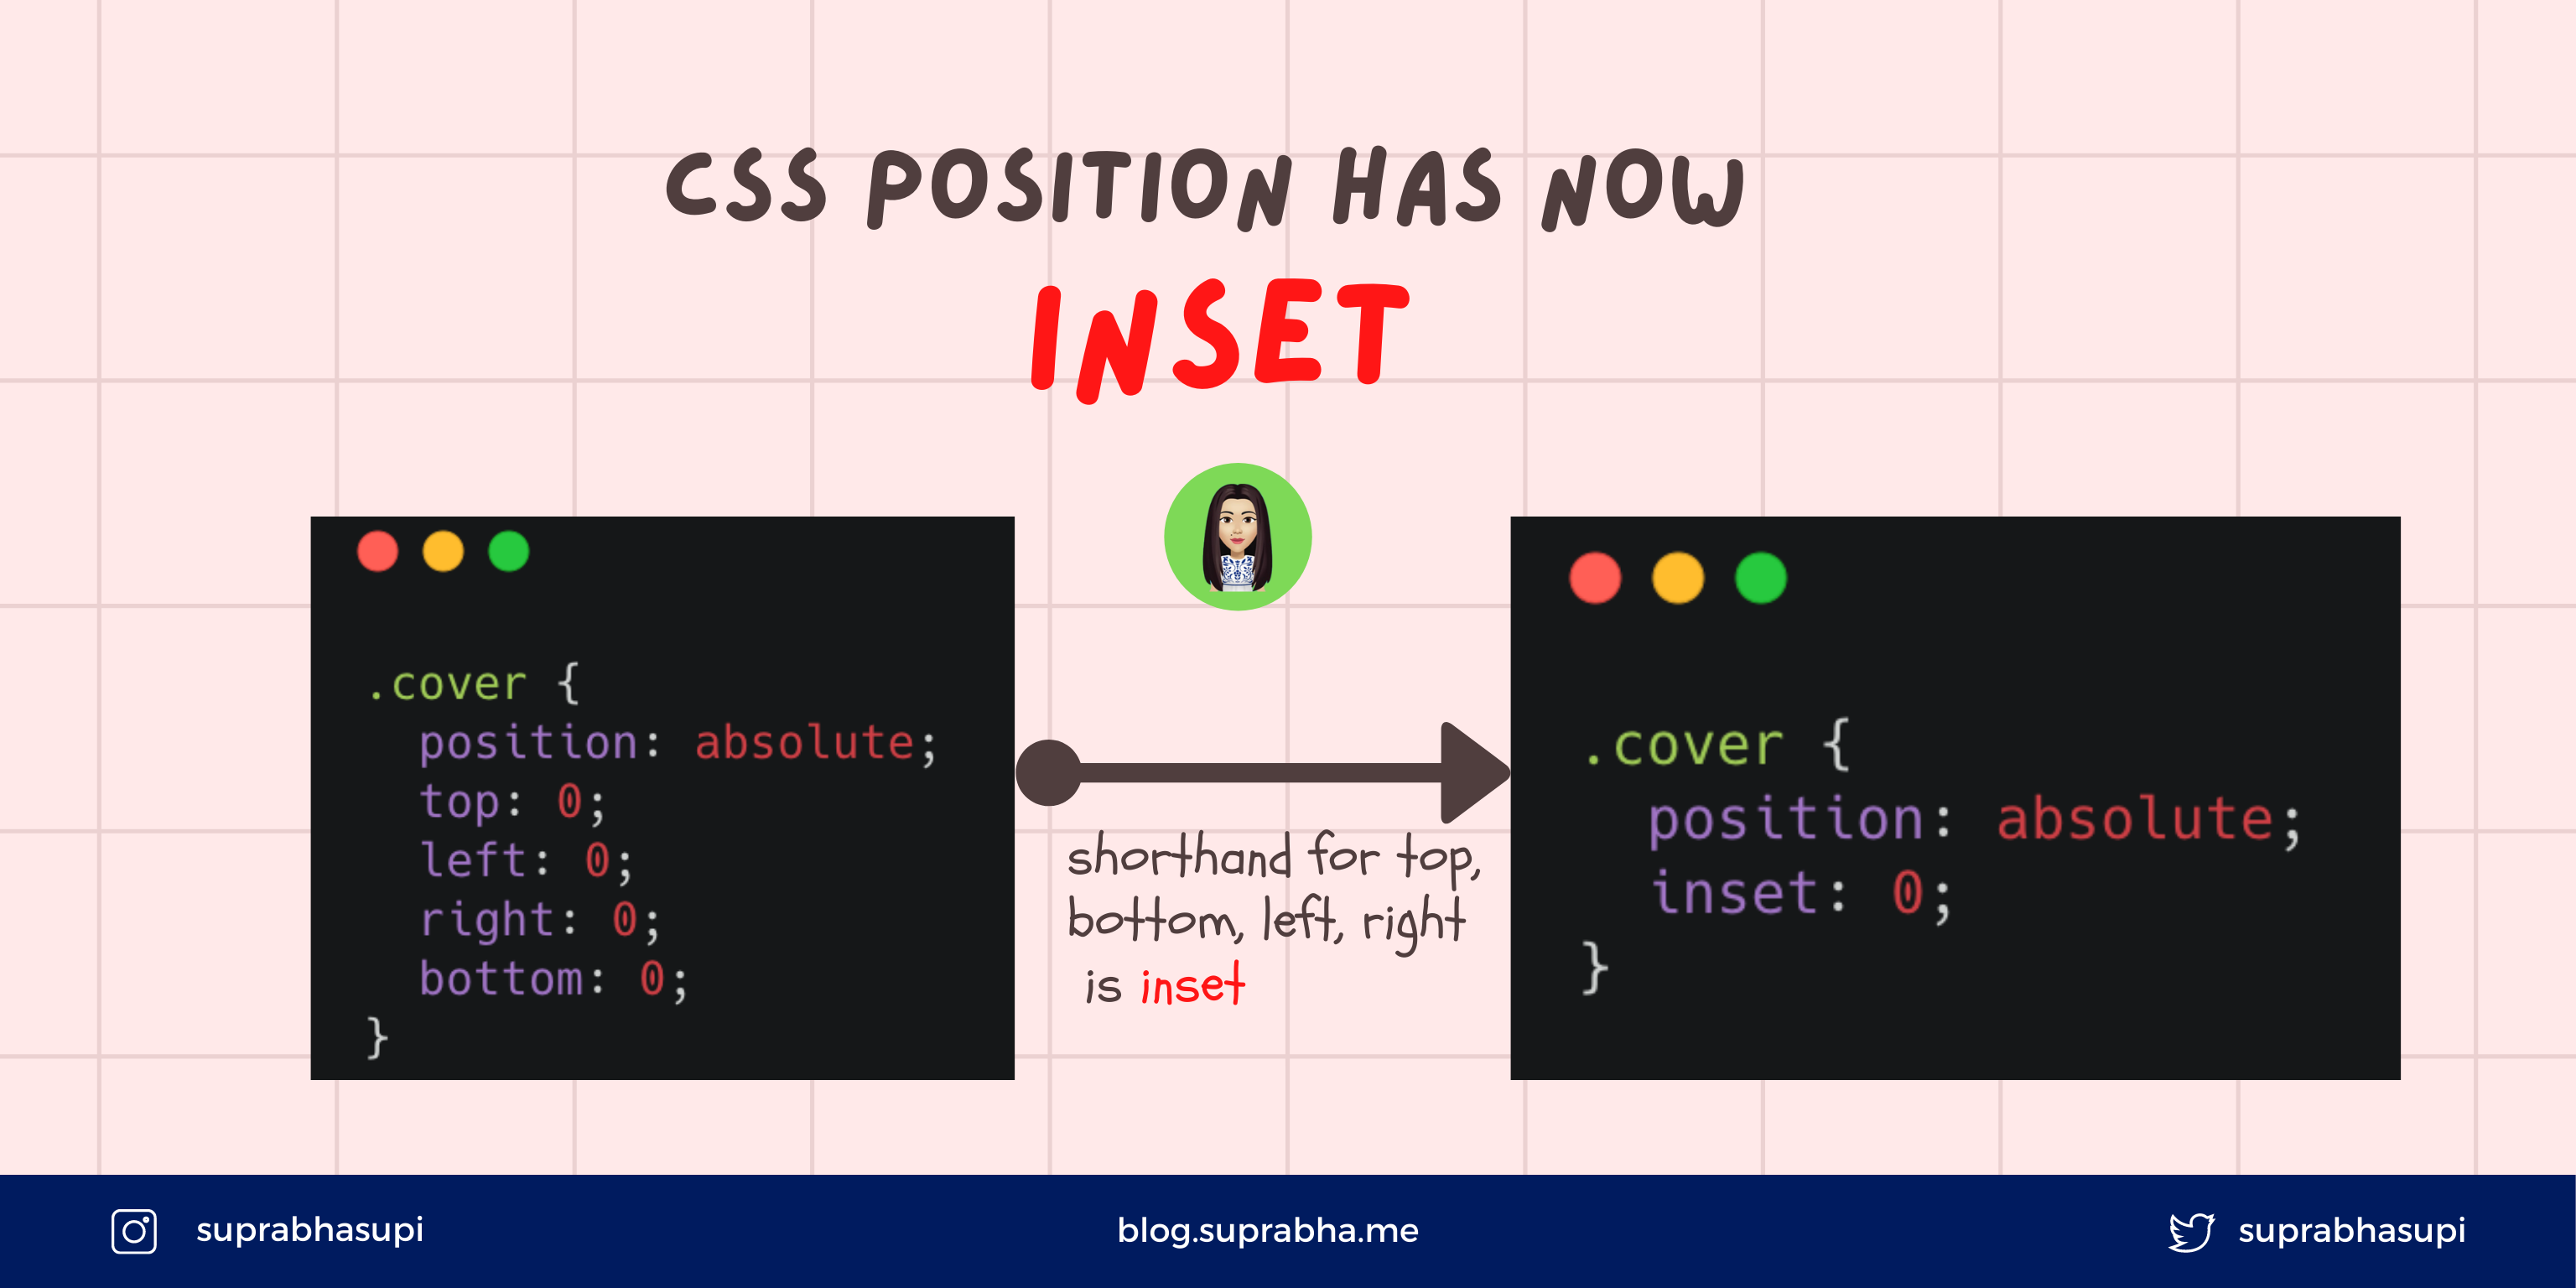 CSS POSITION HAS NOW
INSET
.cover {
position: absolute;
top: 0;
left: 0;
right: 0;
bottom: 0;
}
shorthand for top,
bottom, left, right
is inset
.cover {
position: absolute;
inset: 0;
}
suprabhasupi
blog.suprabha.me
suprabhasupi